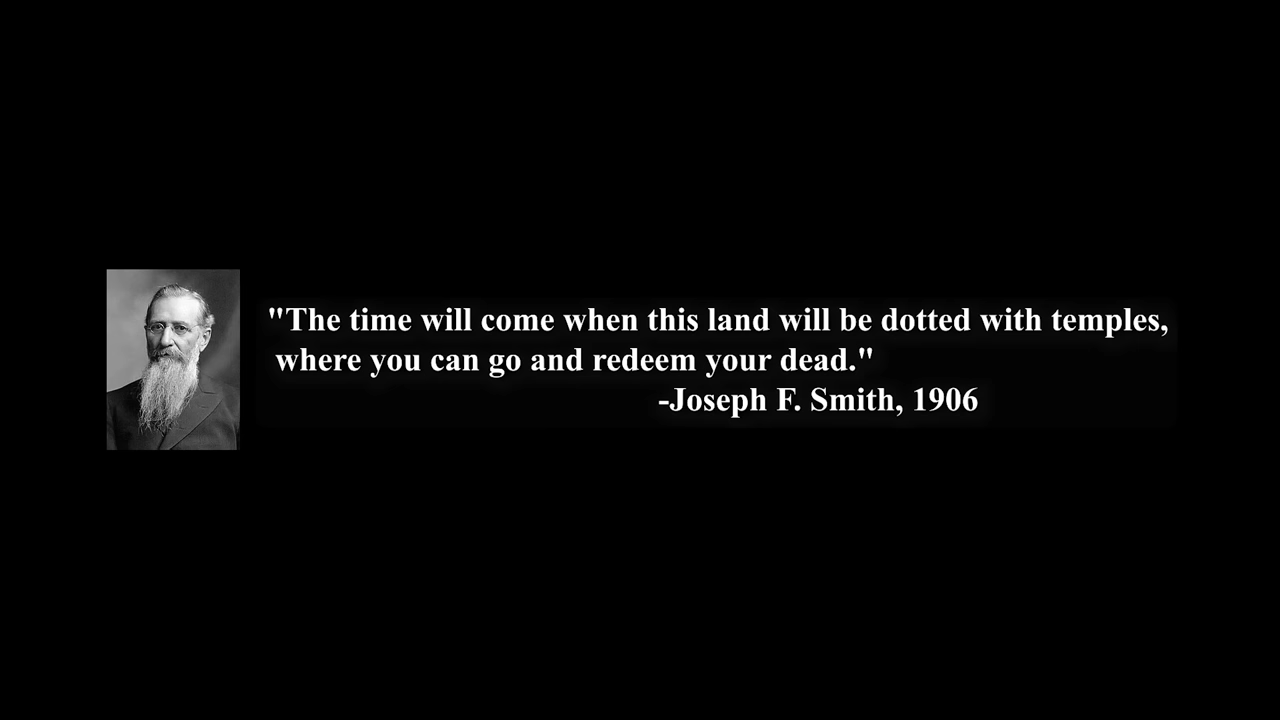 "The time will come when this land will be dotted with temples,
where you can go and redeem your dead."
-Joseph F. Smith, 1906